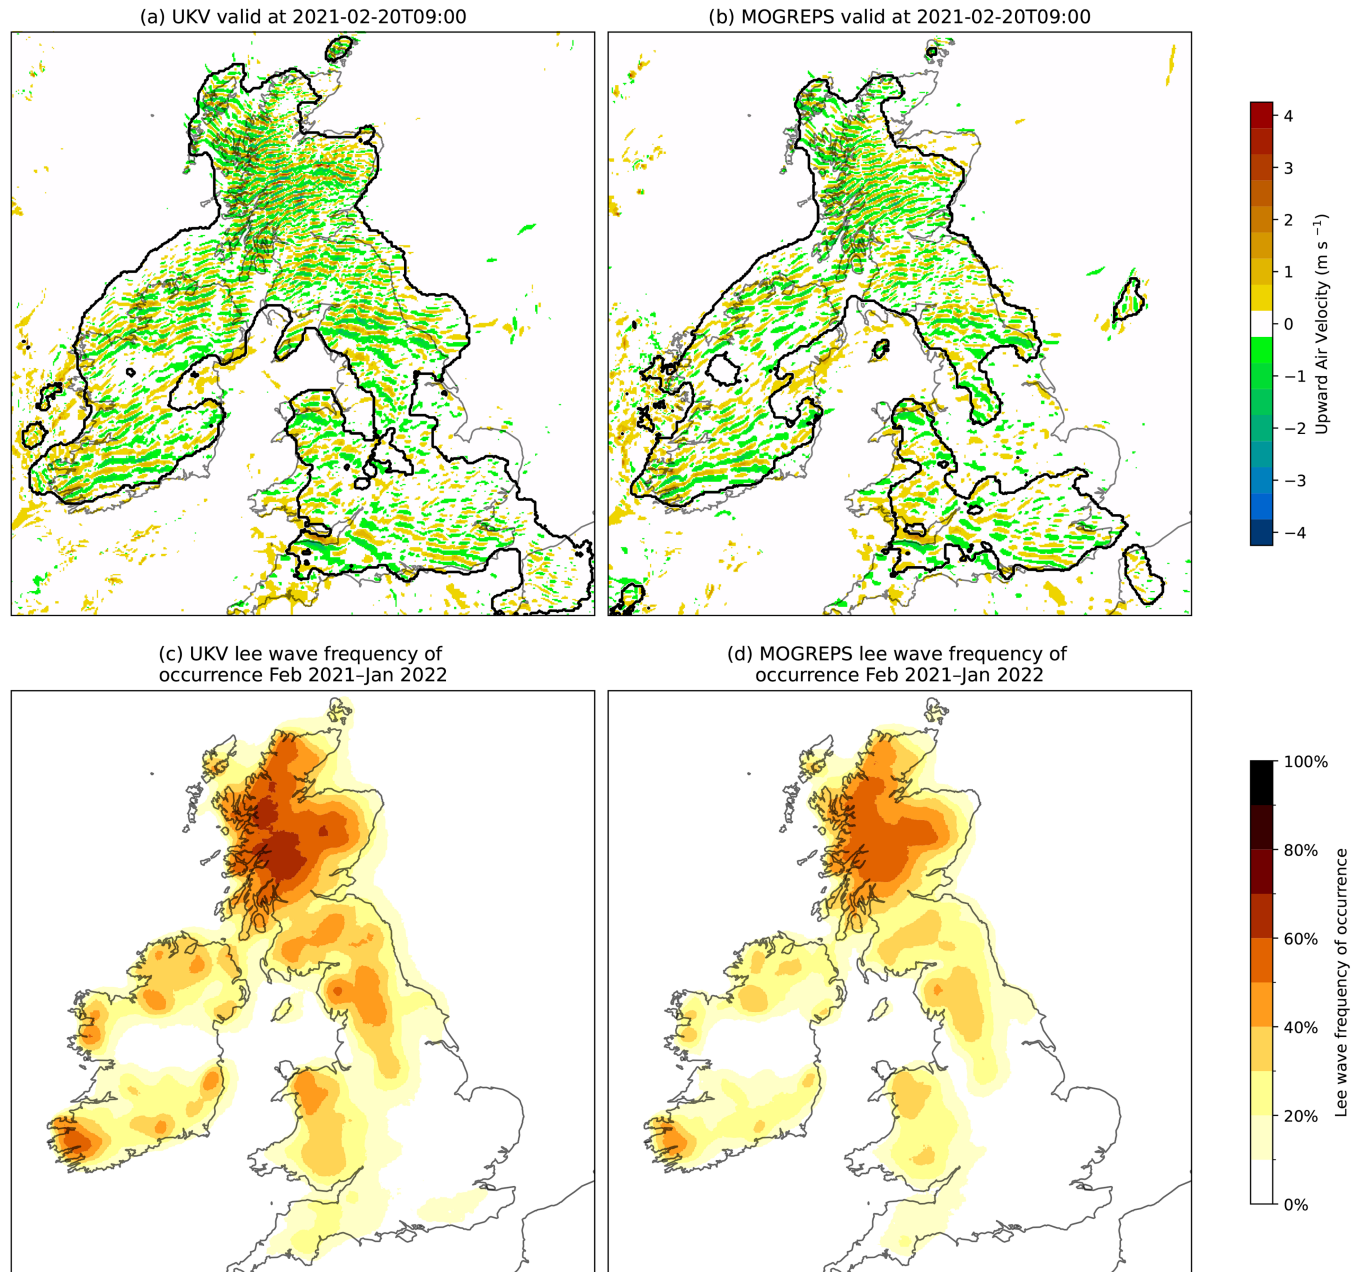 (a) UKV valid at 2021-02-20T09:00
(b) MOGREPS valid at 2021-02-20T09:00
4
3
2
1
0
−1
−2
−3
−4
Upward Air Velocity (m s⁻¹)
(c) UKV lee wave frequency of
occurrence Feb 2021–Jan 2022
(d) MOGREPS lee wave frequency of
occurrence Feb 2021–Jan 2022
100%
80%
60%
40%
20%
0%
Lee wave frequency of occurrence